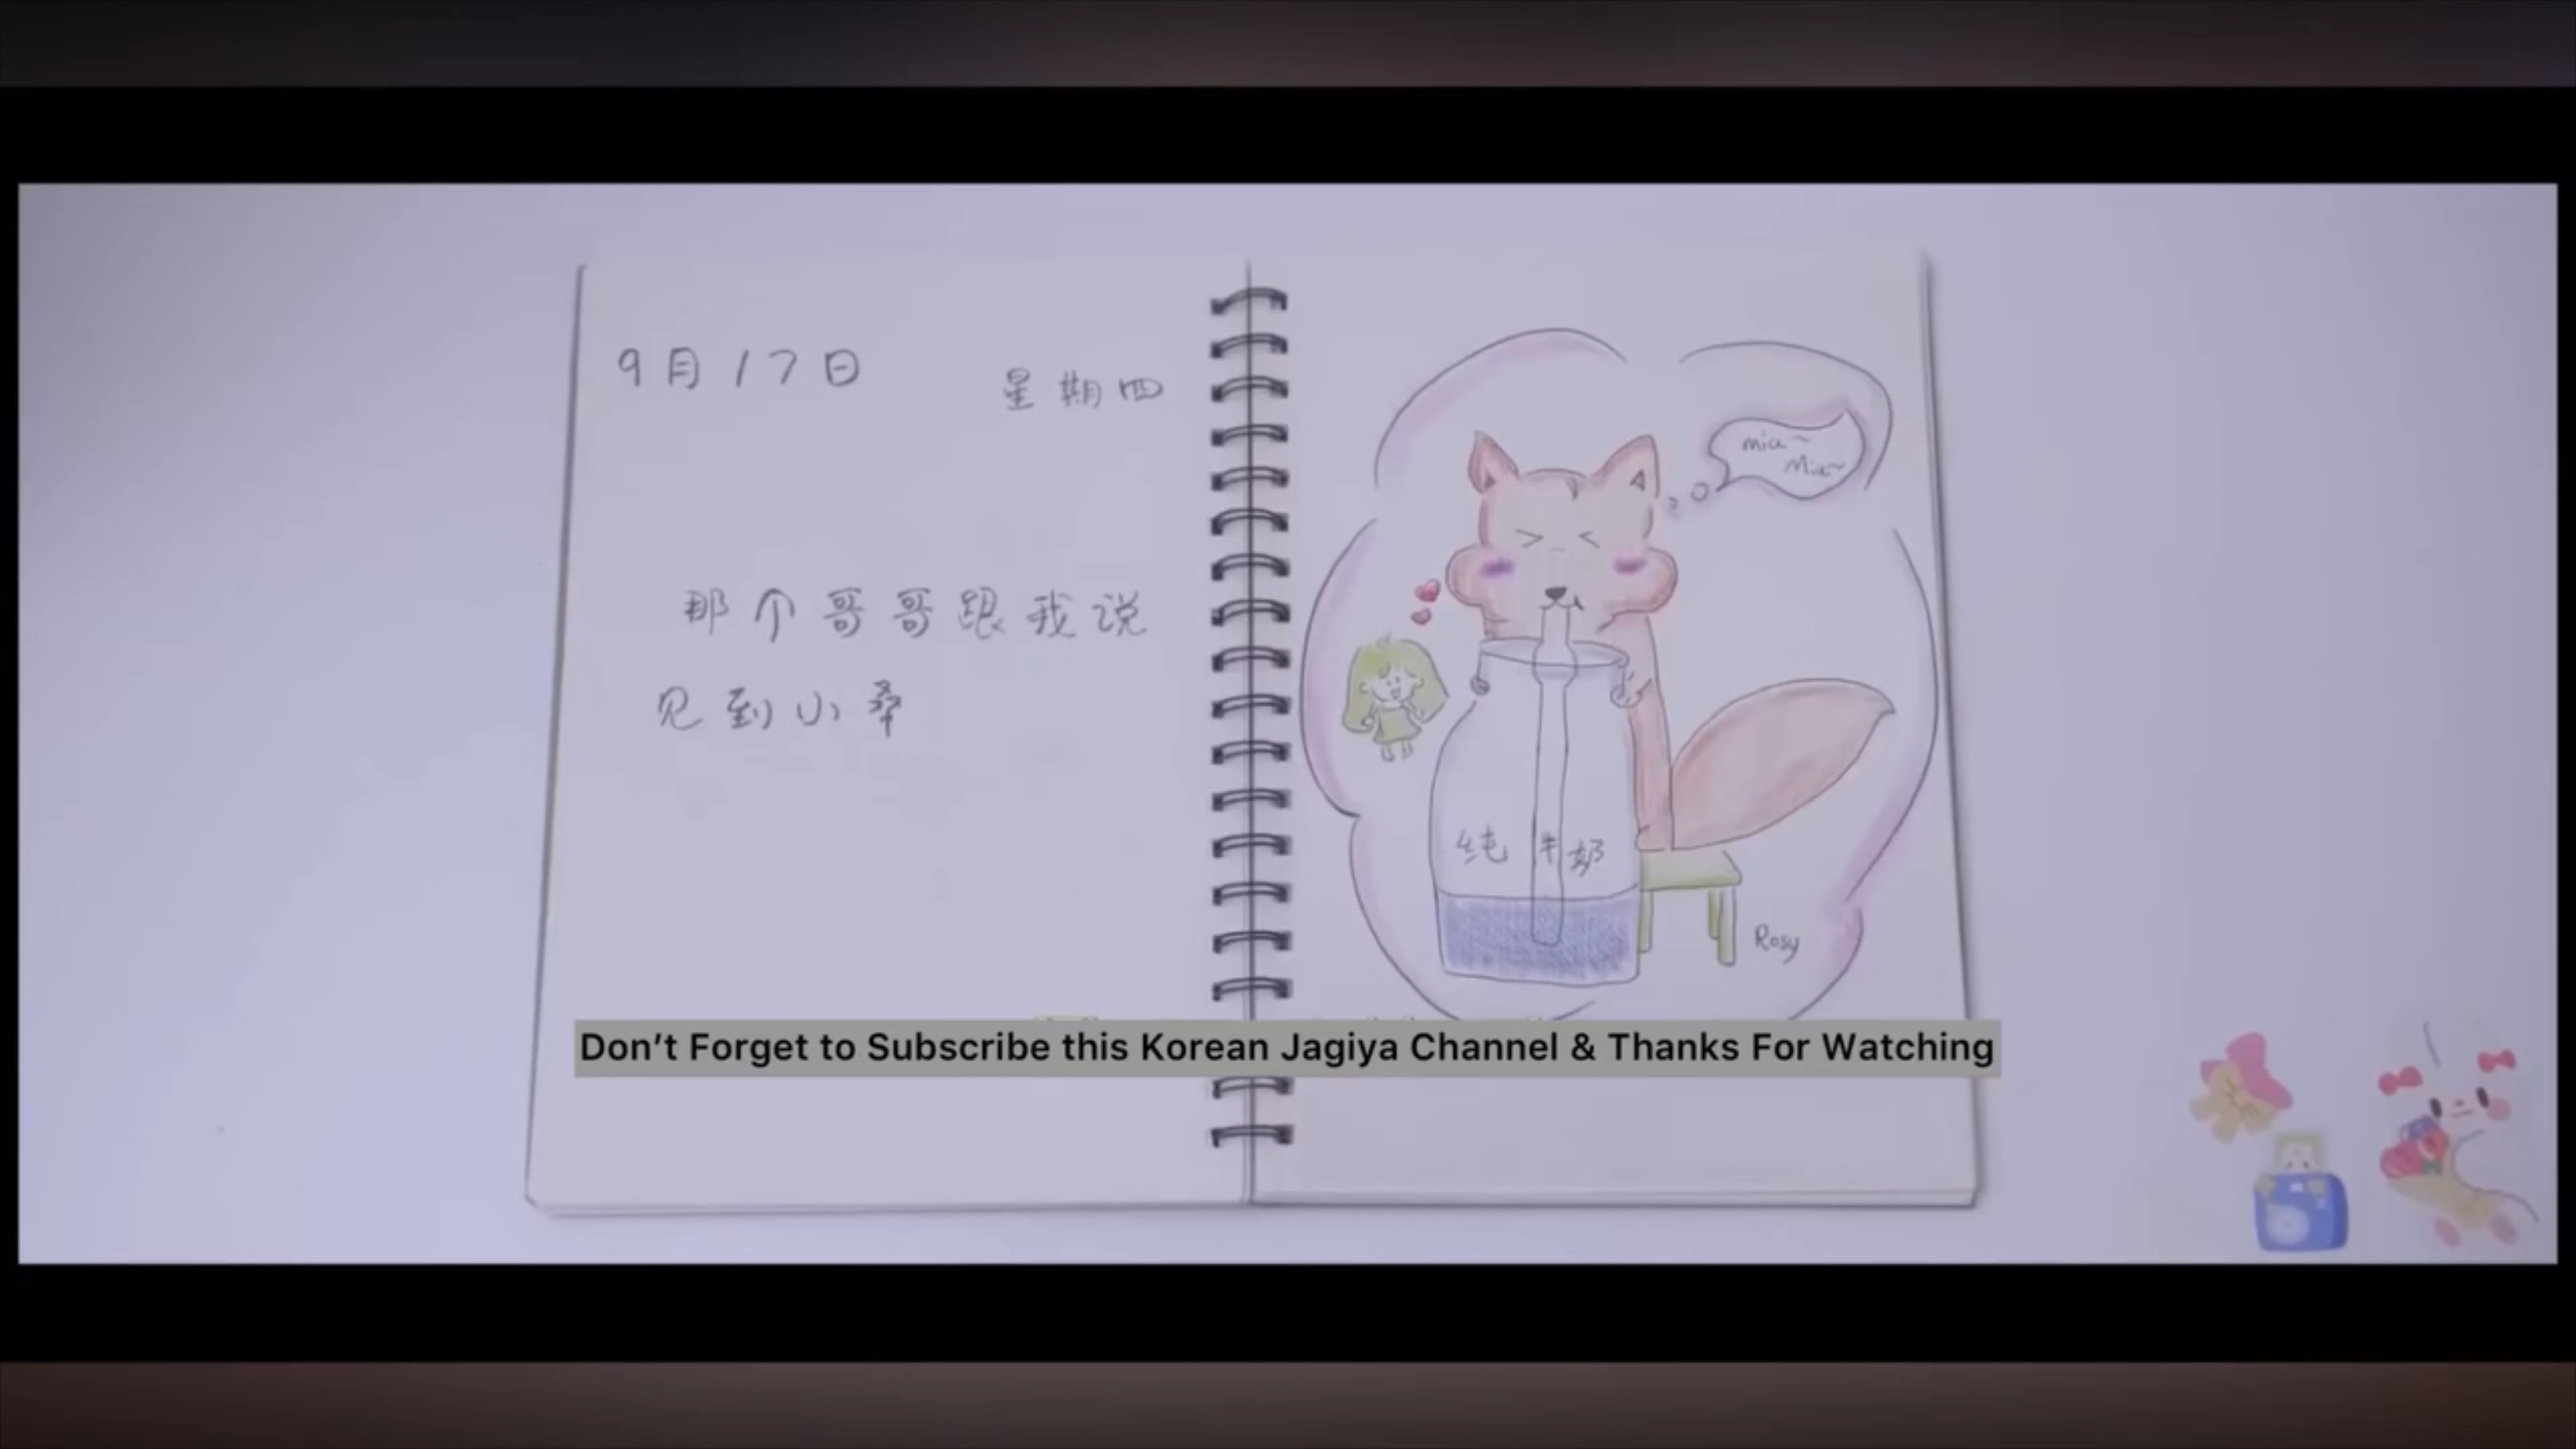 9月17日 星期四
那个哥哥跟我说
见到小桑
mia~
Mia~
纯牛奶
Rosy
Don't Forget to Subscribe this Korean Jagiya Channel & Thanks For Watching